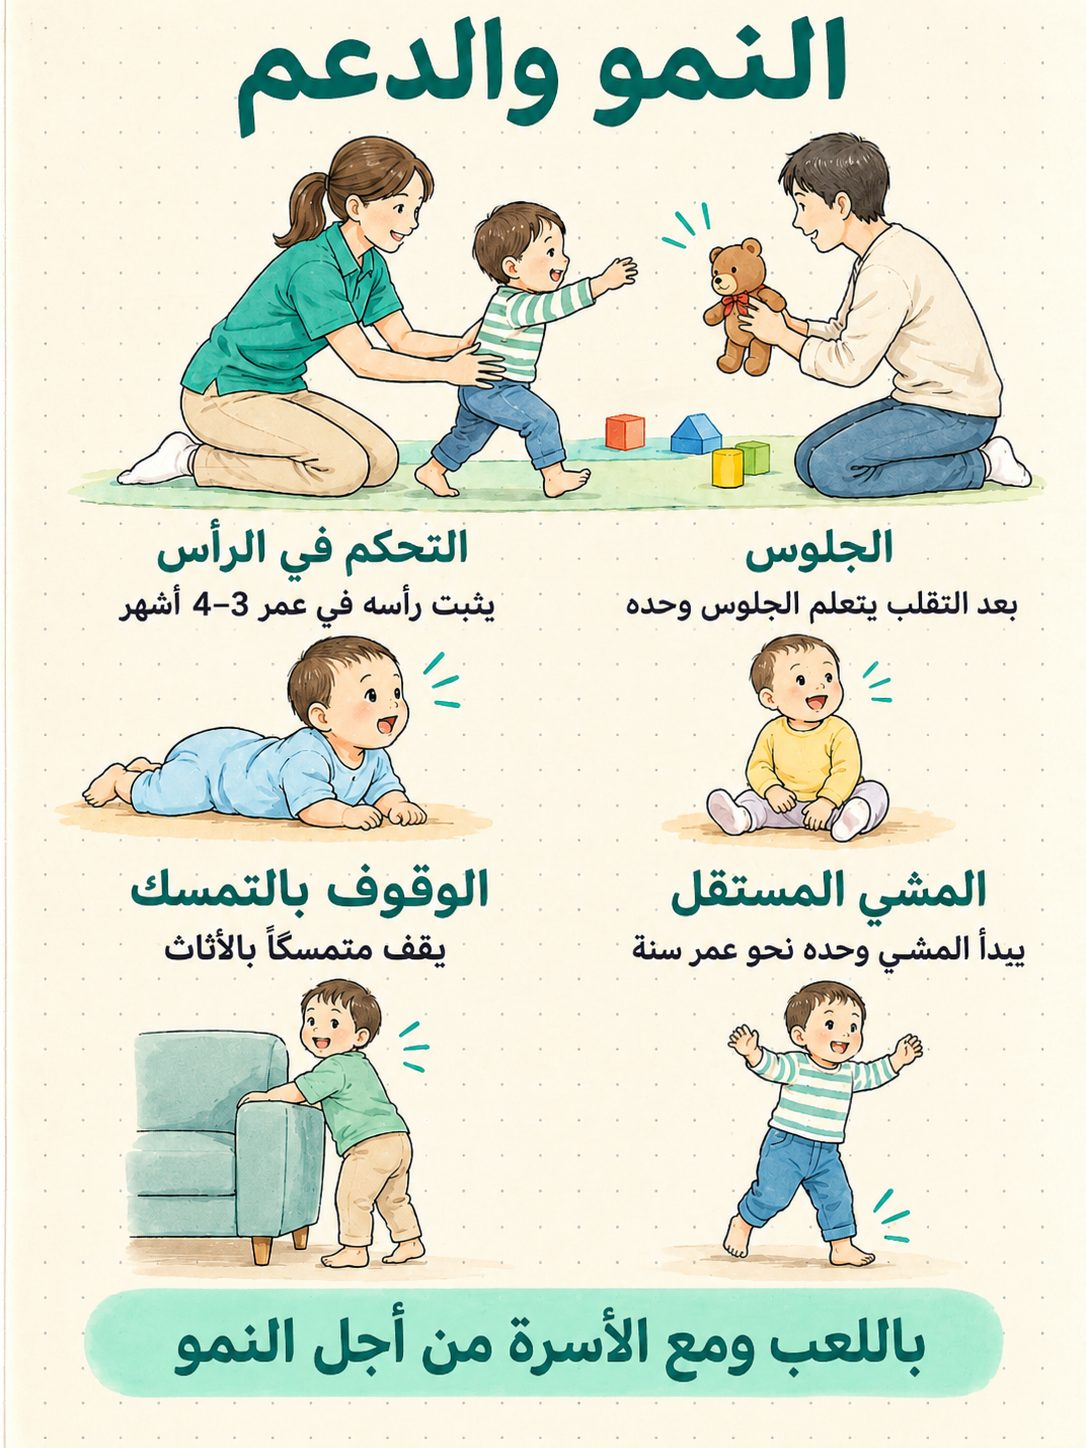 النمو والدعم
الجلوس
بعد التقلب يتعلم الجلوس وحده
التحكم في الرأس
يثبت رأسه في عمر 3–4 أشهر
المشي المستقل
يبدأ المشي وحده نحو عمر سنة
الوقوف بالتمسك
يقف متمسكًا بالأثاث
باللعب ومع الأسرة من أجل النمو